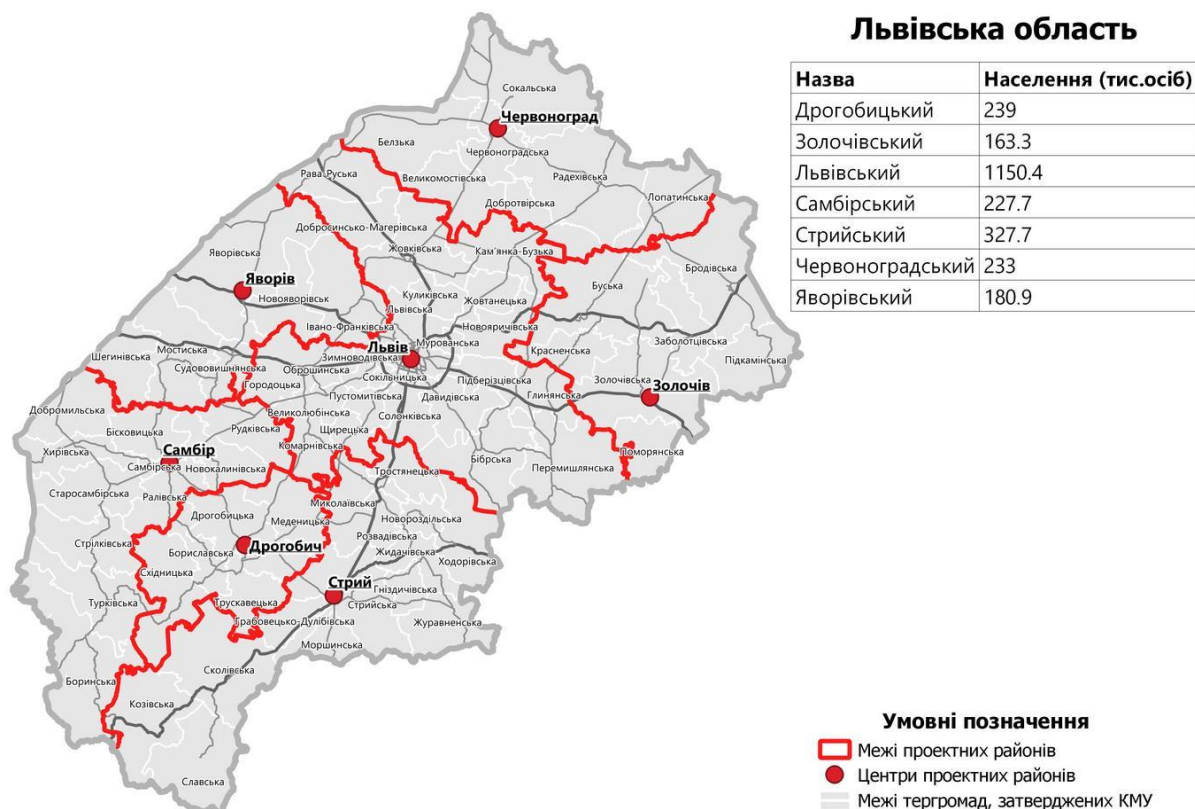 Львівська область
Назва Населення (тис.осіб)
Дрогобицький 239
Золочівський 163.3
Львівський 1150.4
Самбірський 227.7
Стрийський 327.7
Червоноградський 233
Яворівський 180.9
Сокальська
Червоноград
Белзька
Червоноградська
Рава-Руська
Великомостівська
Радехівська
Лопатинська
Добротвірська
Добросинсько-Магерівська
Яворівська
Жовківська
Кам'янка-Бузька
Бродівська
Яворів
Новояворівськ
Куликівська
Жовтанецька
Буська
Львівська
Івано-Франківська
Новояричівська
Мурованська
Заболотцівська
Шегинівська
Мостиська
Львів
Зимноводівська
Красненська
Підкамінська
Судововишнянська
Оброшинська
Сокільницька
Підберізцівська
Золочівська
Золочів
Городоцька
Пустомитівська
Давидівська
Глинянська
Добромильська
Великолюбінська
Солонківська
Бісковицька
Рудківська
Щирецька
Хирівська
Самбір
Комарнівська
Бібрська
Поморянська
Самбірська
Новокалинівська
Тростянецька
Перемишлянська
Старосамбірська
Ралівська
Миколаївська
Дрогобицька
Меденицька
Новороздільська
Стрілківська
Розвадівська
Бориславська
Дрогобич
Жидачівська
Ходорівська
Східницька
Стрий
Гніздичівська
Турківська
Трускавецька
Стрийська
Грабовецько-Дулібівська
Журавненська
Моршинська
Сколівська
Боринська
Козівська
Славська
Умовні позначення
Межі проектних районів
Центри проектних районів
Межі тергромад, затверджених КМУ